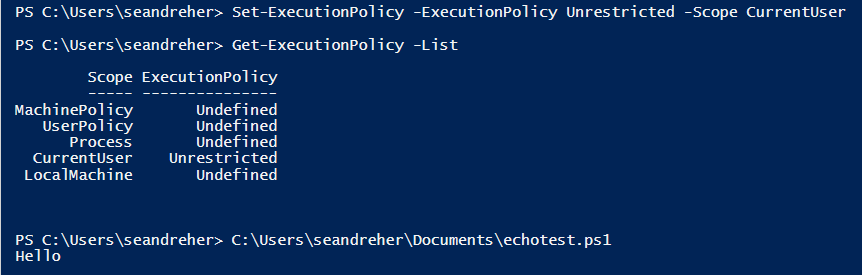 PS C:\Users\seandreher> Set-ExecutionPolicy -ExecutionPolicy Unrestricted -Scope CurrentUser
PS C:\Users\seandreher> Get-ExecutionPolicy -List
        Scope ExecutionPolicy
        ----- ---------------
MachinePolicy       Undefined
   UserPolicy       Undefined
      Process       Undefined
  CurrentUser    Unrestricted
 LocalMachine       Undefined
PS C:\Users\seandreher> C:\Users\seandreher\Documents\echotest.ps1
Hello